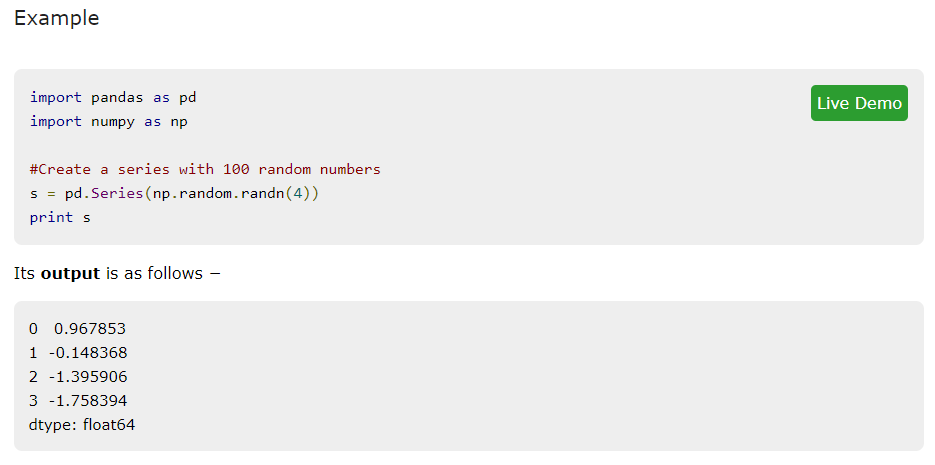 Example
import pandas as pd
Live Demo
import numpy as np
#Create a series with 100 random numbers
s = pd.Series(np.random.randn(4))
print s
Its output is as follows −
0 0.967853
1 -0.148368
2 -1.395906
3 -1.758394
dtype: float64